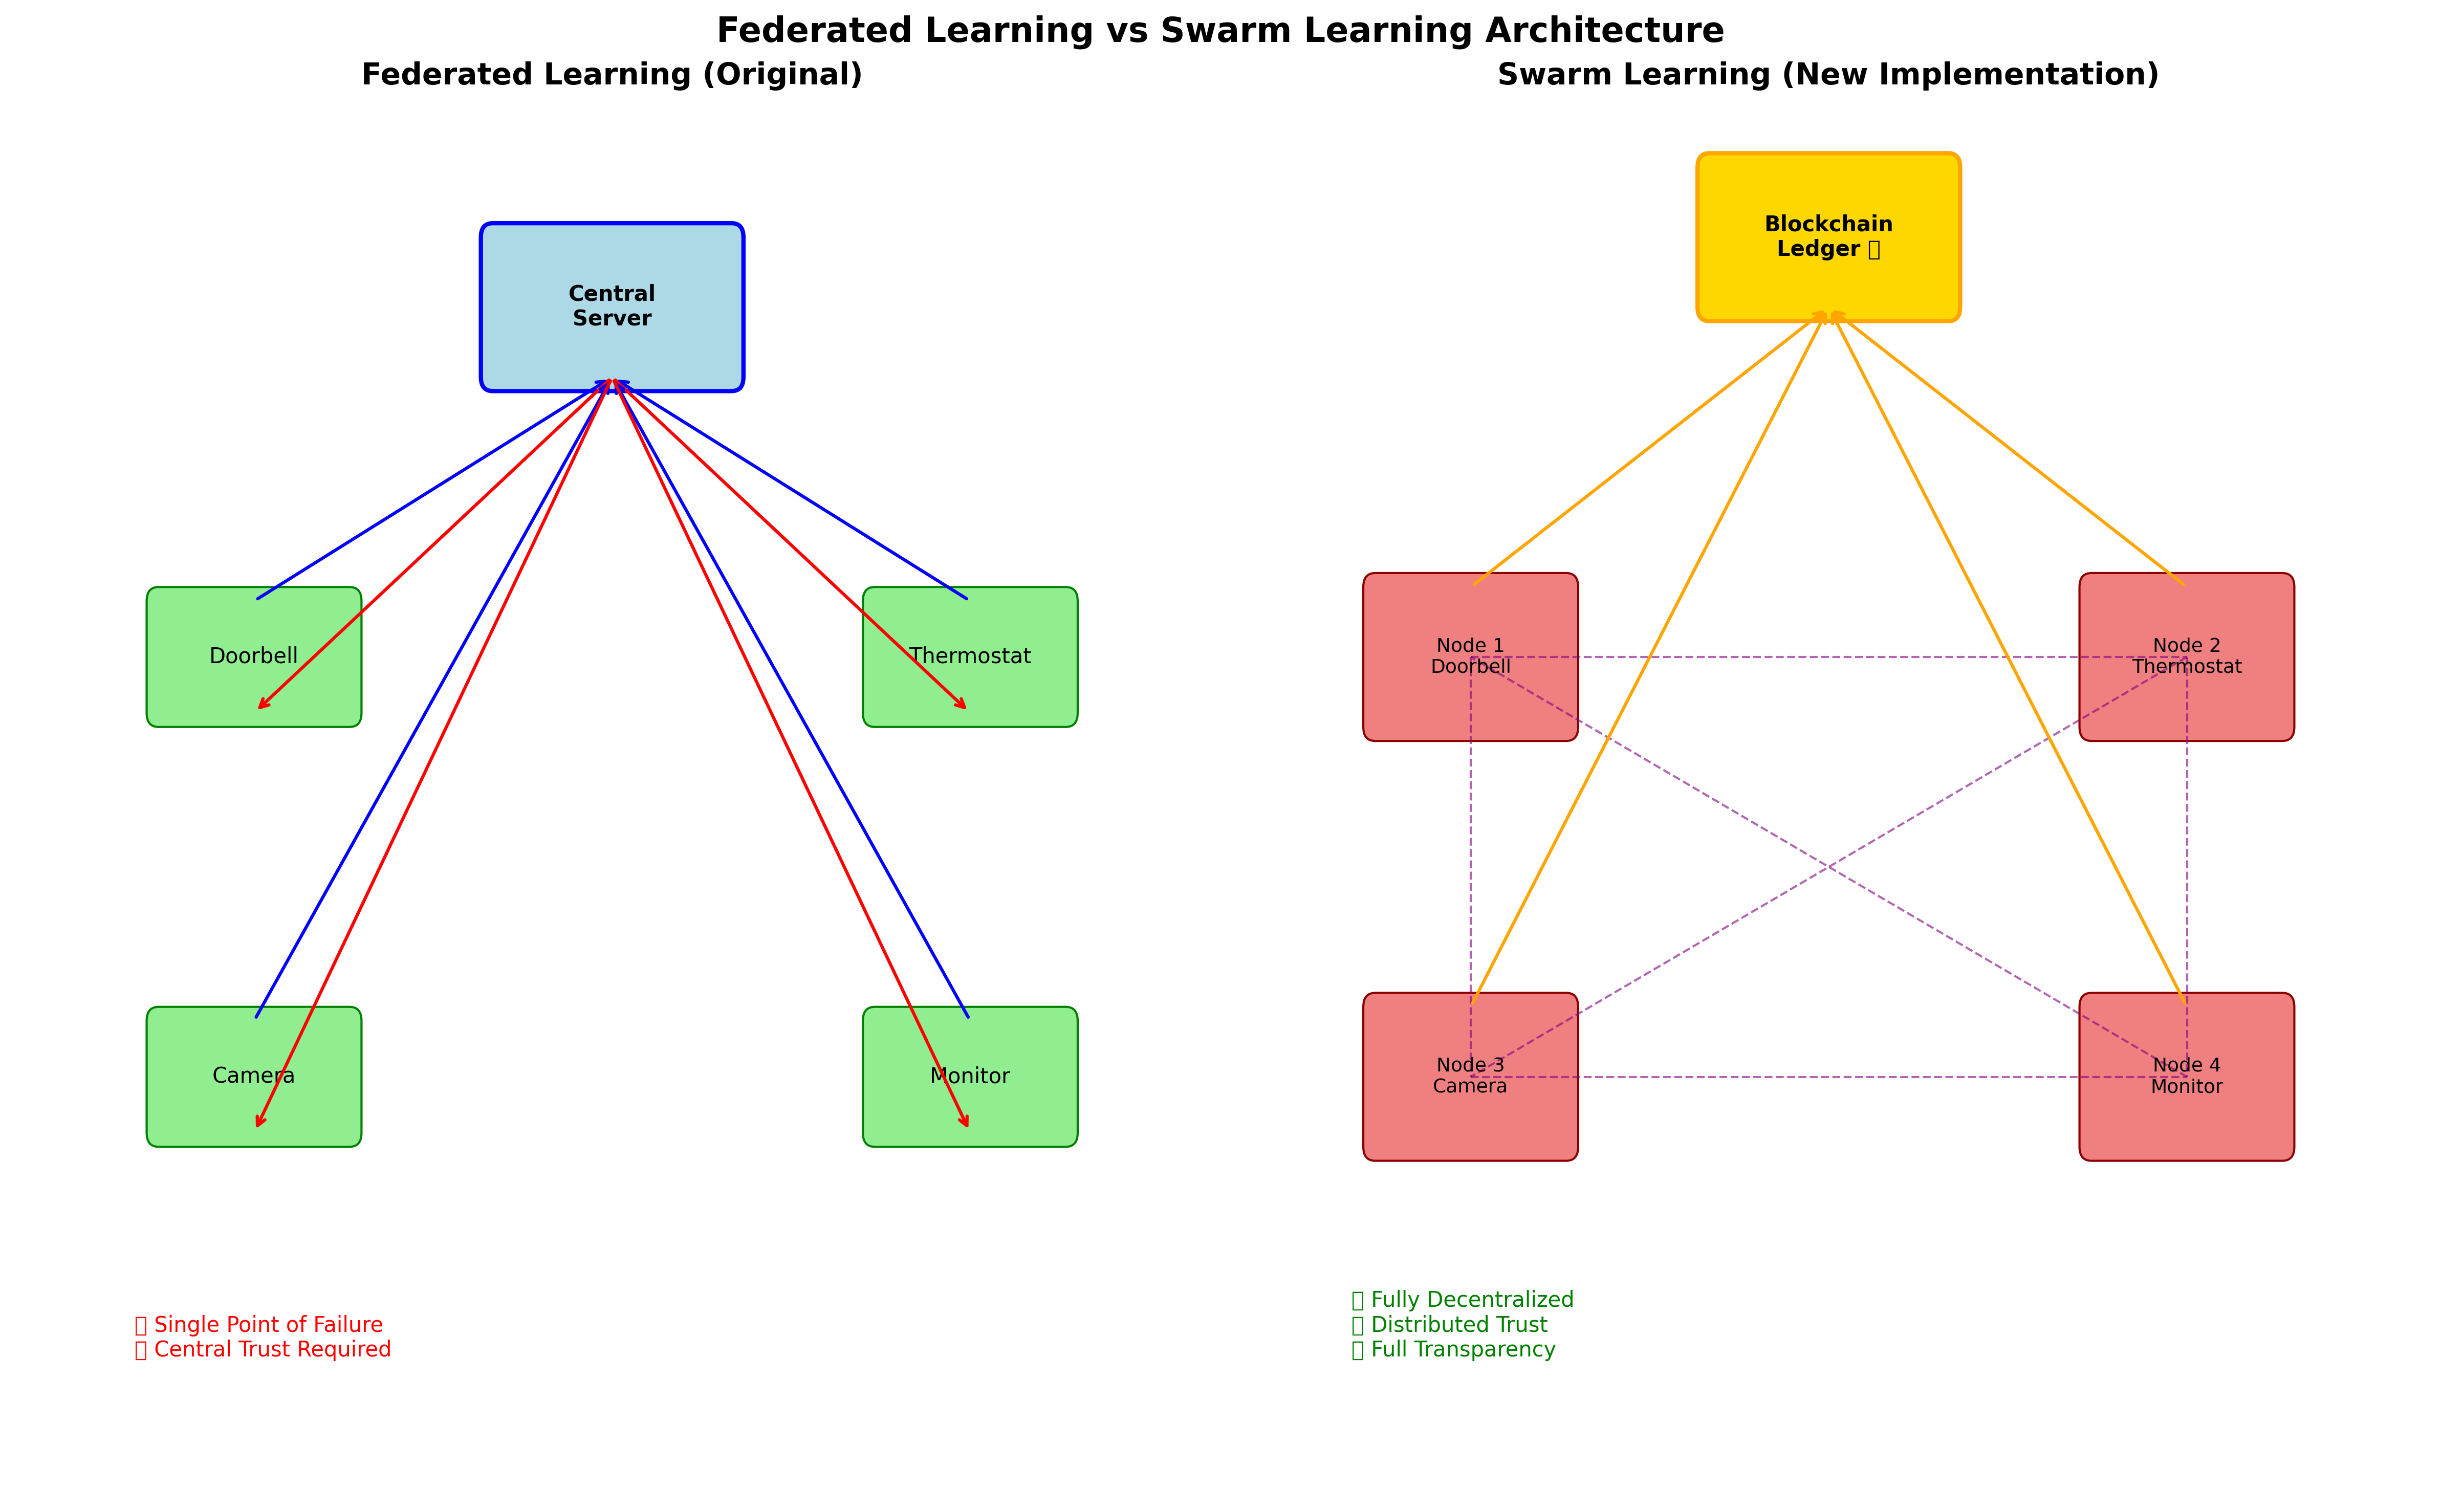 Federated Learning vs Swarm Learning Architecture
Federated Learning (Original)
Central
Server
Doorbell
Thermostat
Camera
Monitor
▯ Single Point of Failure
▯ Central Trust Required
Swarm Learning (New Implementation)
Blockchain
Ledger ▯
Node 1
Doorbell
Node 2
Thermostat
Node 3
Camera
Node 4
Monitor
▯ Fully Decentralized
▯ Distributed Trust
▯ Full Transparency